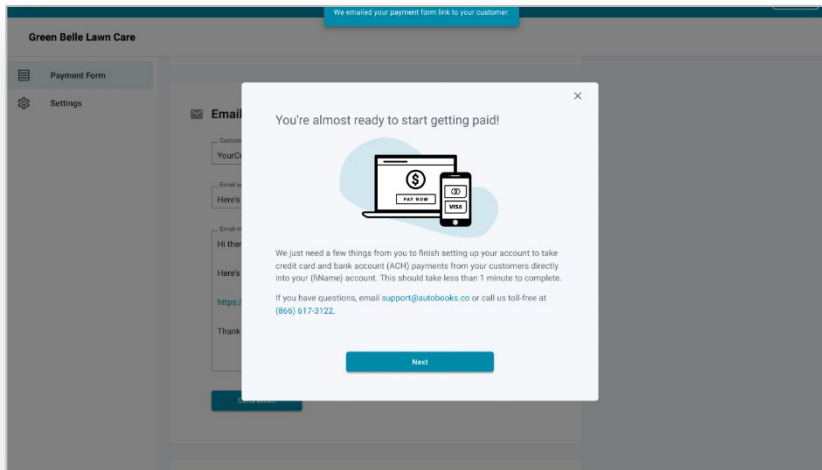 We emailed your payment form link to your customer.
Green Belle Lawn Care
Payment Form
Settings
Email
YourC
Here's
Hi ther
Here's
https:/
Thank
You're almost ready to start getting paid!
$
PAY NOW
VISA
We just need a few things from you to finish setting up your account to take
credit card and bank account (ACH) payments from your customers directly
into your {fiName} account. This should take less than 1 minute to complete.
If you have questions, email support@autobooks.co or call us toll-free at
(866) 617-3122.
Next